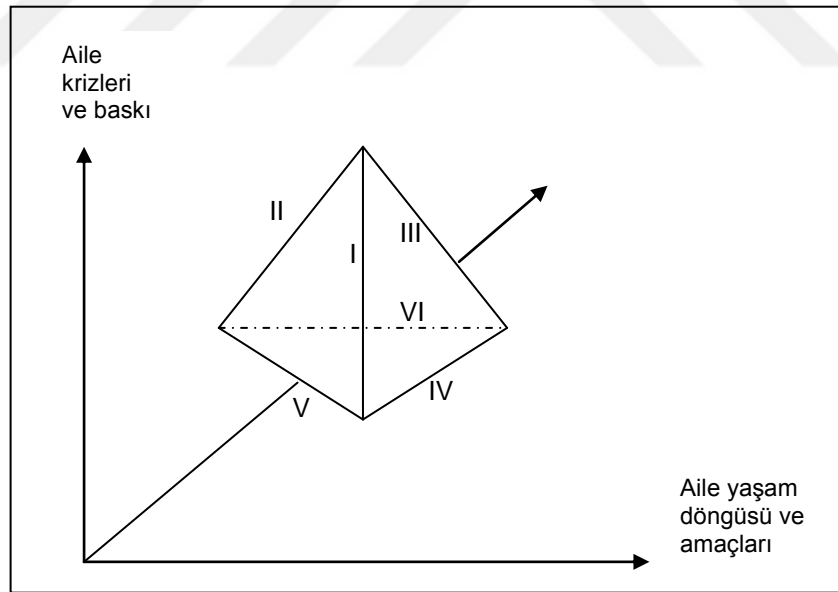 Aile
krizleri
ve baskı
II
III
I
VI
IV
V
Aile yaşam
döngüsü ve
amaçları